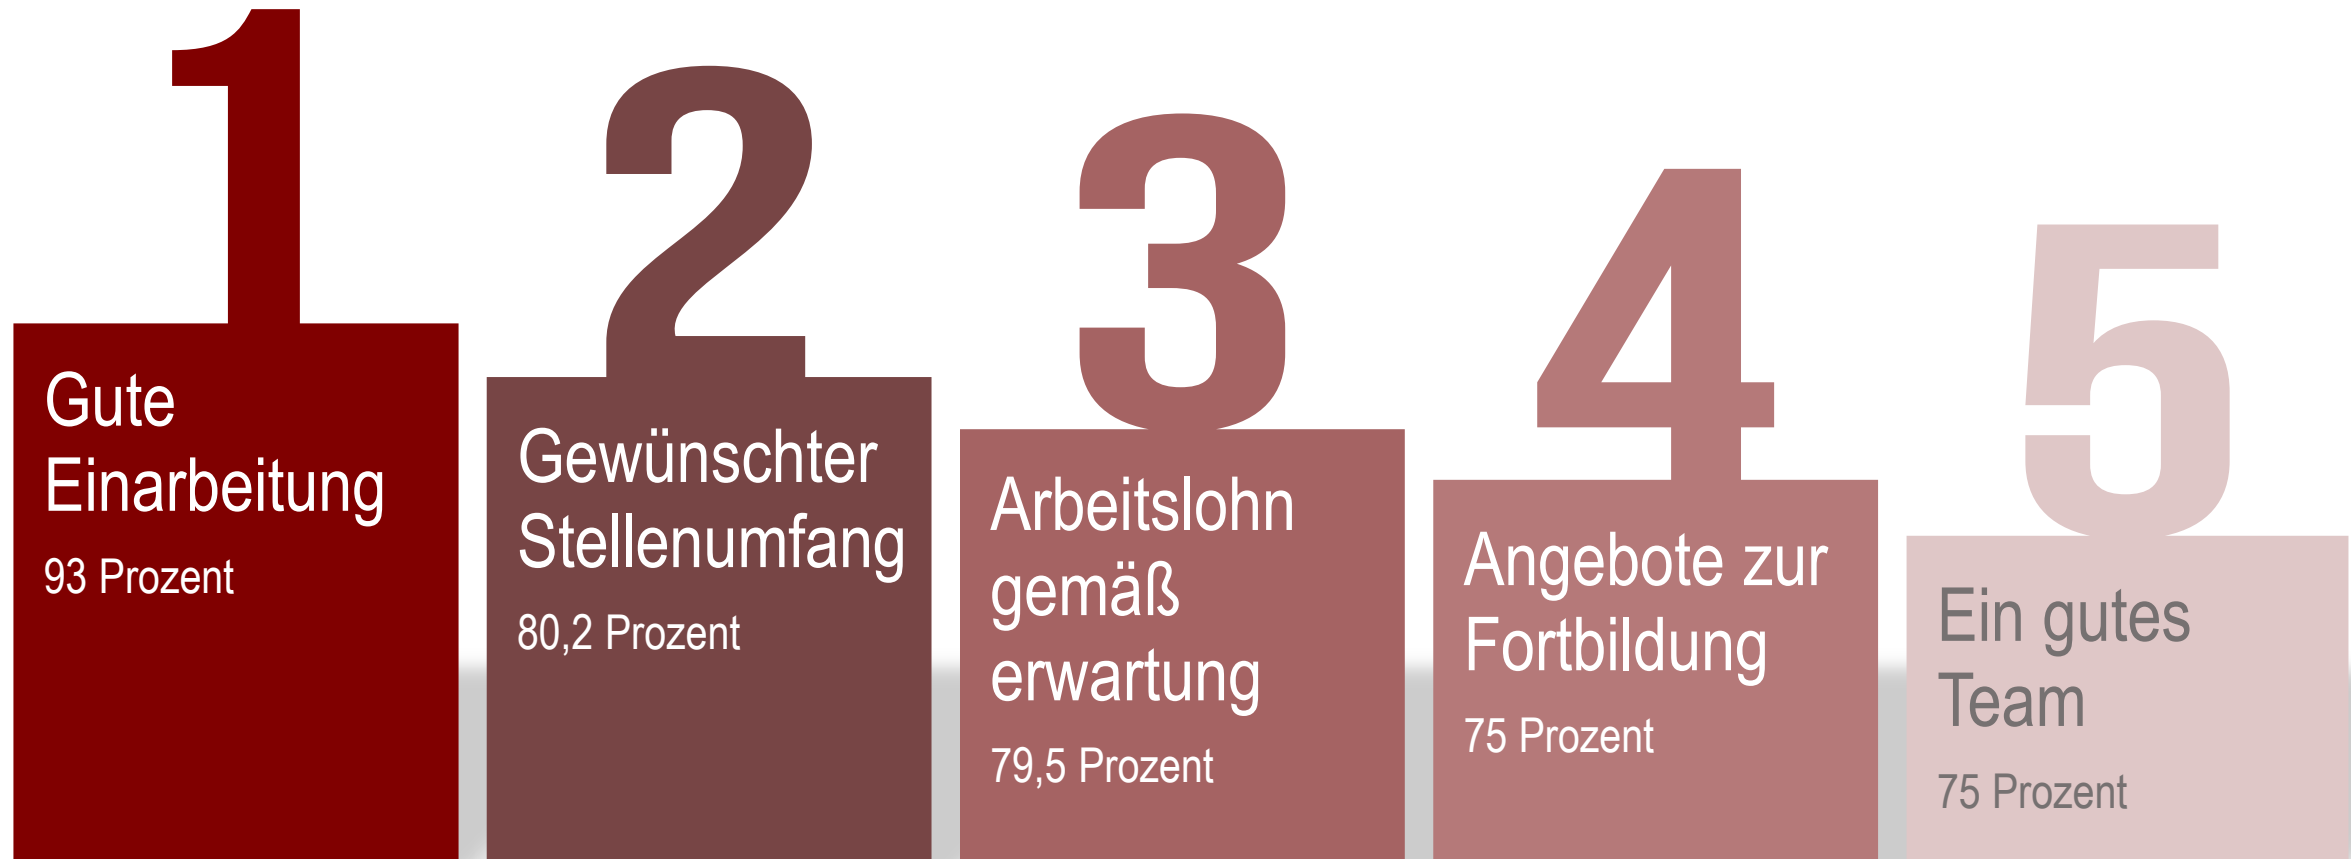 1
Gute
Einarbeitung
93 Prozent
2
Gewünschter
Stellenumfang
80,2 Prozent
3
Arbeitslohn
gemäß
erwartung
79,5 Prozent
4
Angebote zur
Fortbildung
75 Prozent
5
Ein gutes
Team
75 Prozent